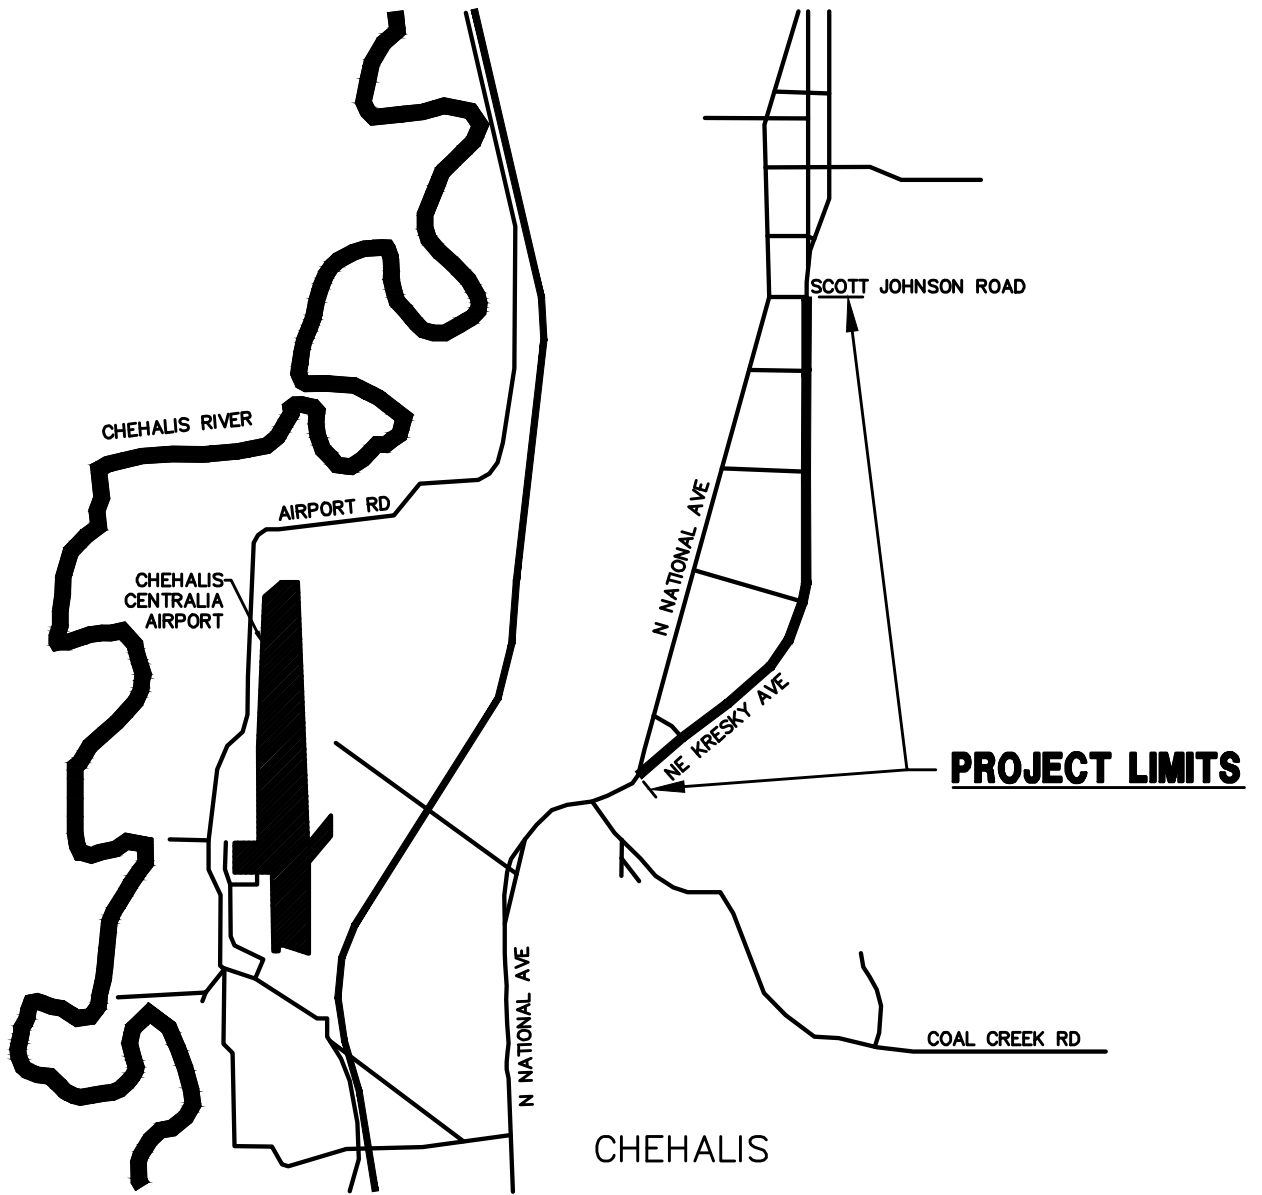 SCOTT JOHNSON ROAD
CHEHALIS RIVER
AIRPORT RD
N NATIONAL AVE
CHEHALIS
CENTRALIA
AIRPORT
NE KRESKY AVE
PROJECT LIMITS
N NATIONAL AVE
COAL CREEK RD
CHEHALIS